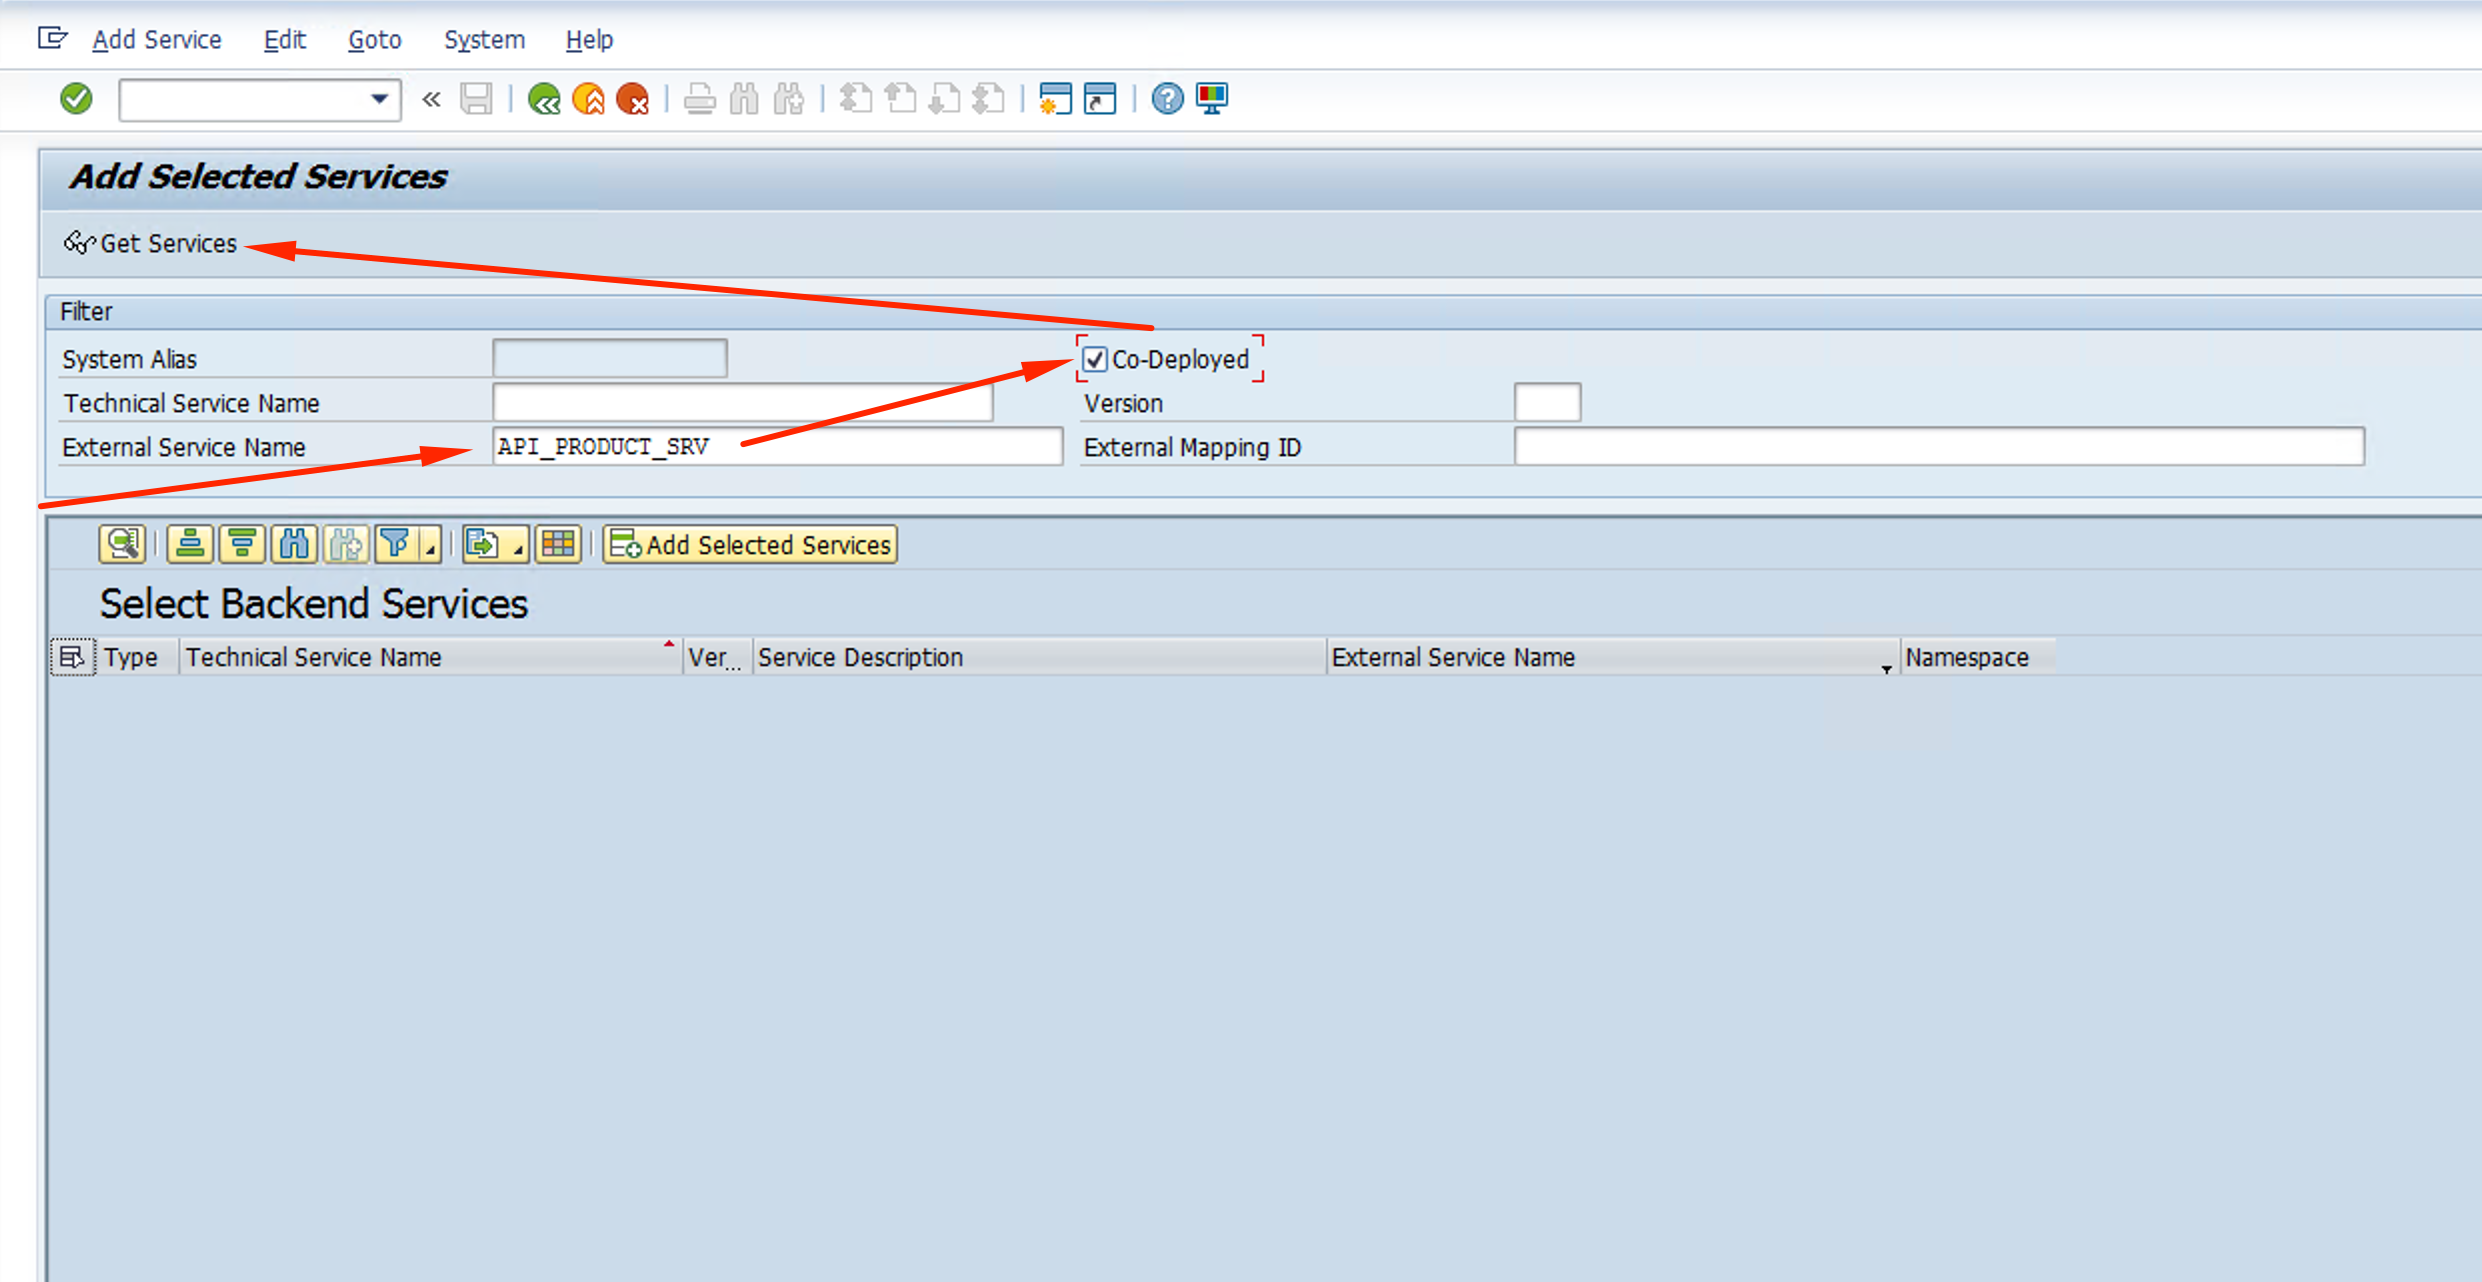 Add Service Edit Goto System Help
Add Selected Services
Get Services
Filter
System Alias Co-Deployed
Technical Service Name Version
External Service Name API_PRODUCT_SRV External Mapping ID
Add Selected Services
Select Backend Services
Type Technical Service Name Ver... Service Description External Service Name Namespace